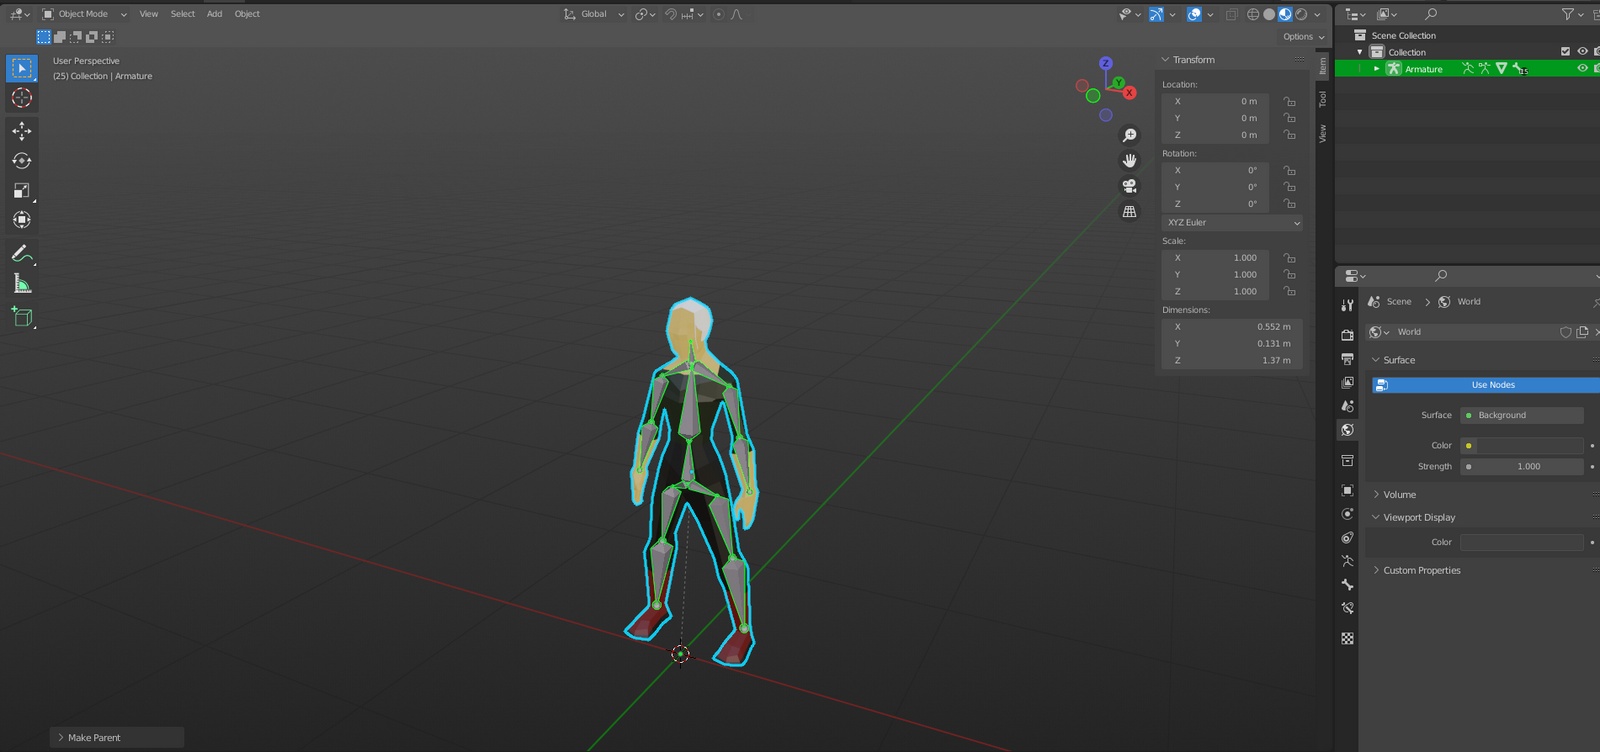 Object Mode
View
Select
Add
Object
Global
Options
User Perspective
(25) Collection | Armature
Z
Y
X
Transform
Location:
X 0 m
Y 0 m
Z 0 m
Rotation:
X 0°
Y 0°
Z 0°
XYZ Euler
Scale:
X 1.000
Y 1.000
Z 1.000
Dimensions:
X 0.552 m
Y 0.131 m
Z 1.37 m
Item
Tool
View
Make Parent
Scene Collection
Collection
Armature 15
Scene > World
World
Surface
Use Nodes
Surface Background
Color
Strength 1.000
Volume
Viewport Display
Color
Custom Properties